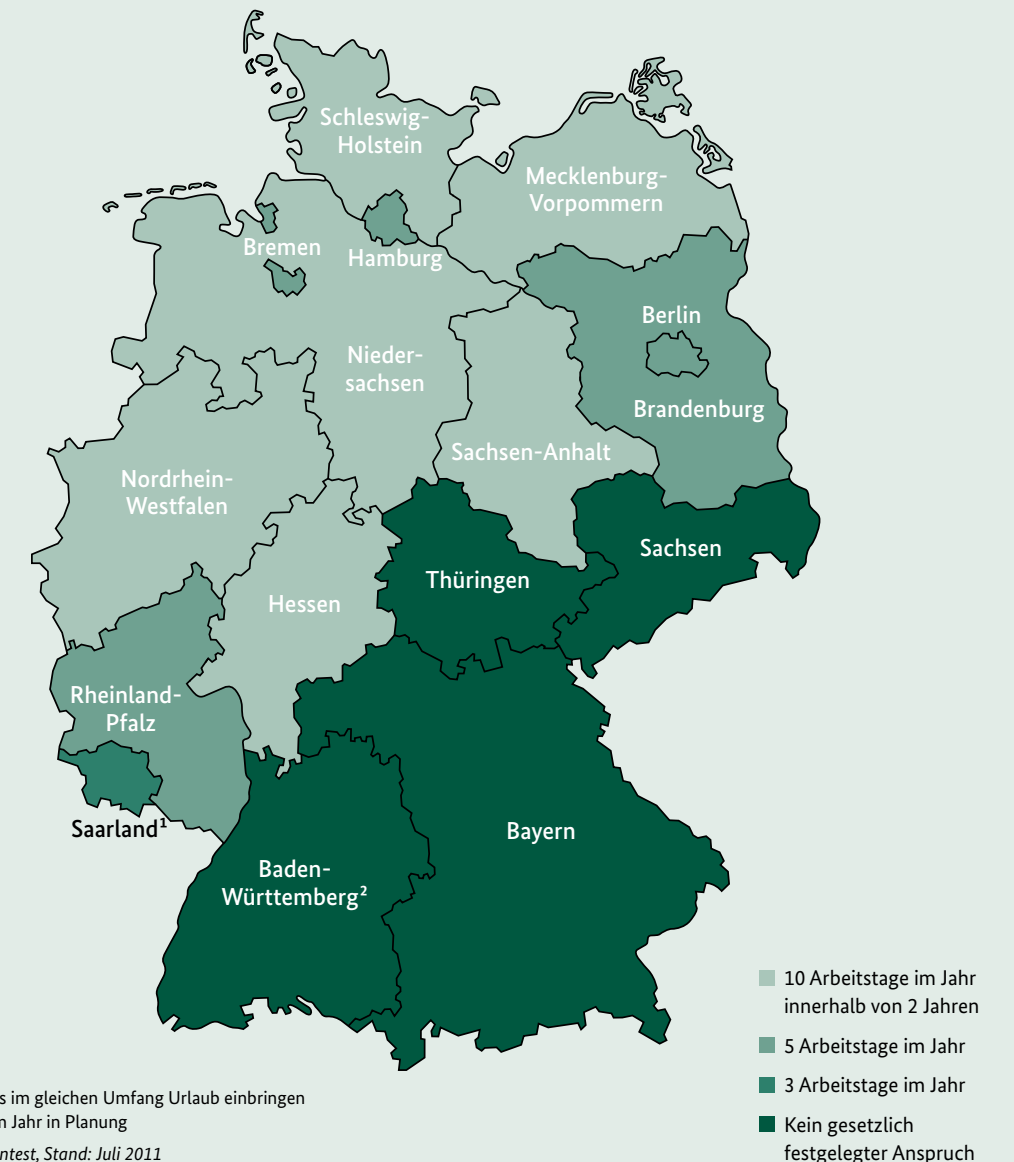 Schleswig-
Holstein
Mecklenburg-
Vorpommern
Bremen
Hamburg
Berlin
Nieder-
sachsen
Brandenburg
Sachsen-Anhalt
Nordrhein-
Westfalen
Sachsen
Thüringen
Hessen
Rheinland-
Pfalz
Saarland¹
Bayern
Baden-
Württemberg²
10 Arbeitstage im Jahr
innerhalb von 2 Jahren
5 Arbeitstage im Jahr
3 Arbeitstage im Jahr
Kein gesetzlich
festgelegter Anspruch
s im gleichen Umfang Urlaub einbringen
n Jahr in Planung
ntest, Stand: Juli 2011